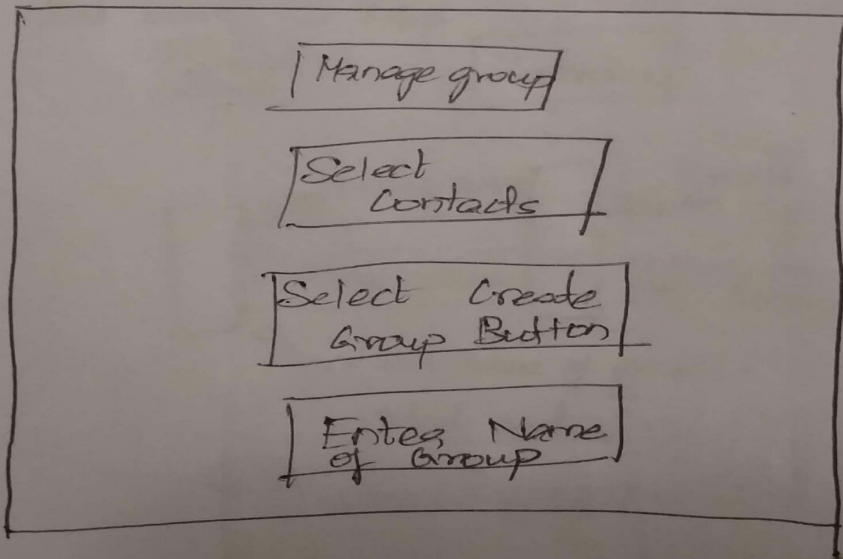 Manage group
Select
Contacts
Select Create
Group Button
Enter Name
of Group